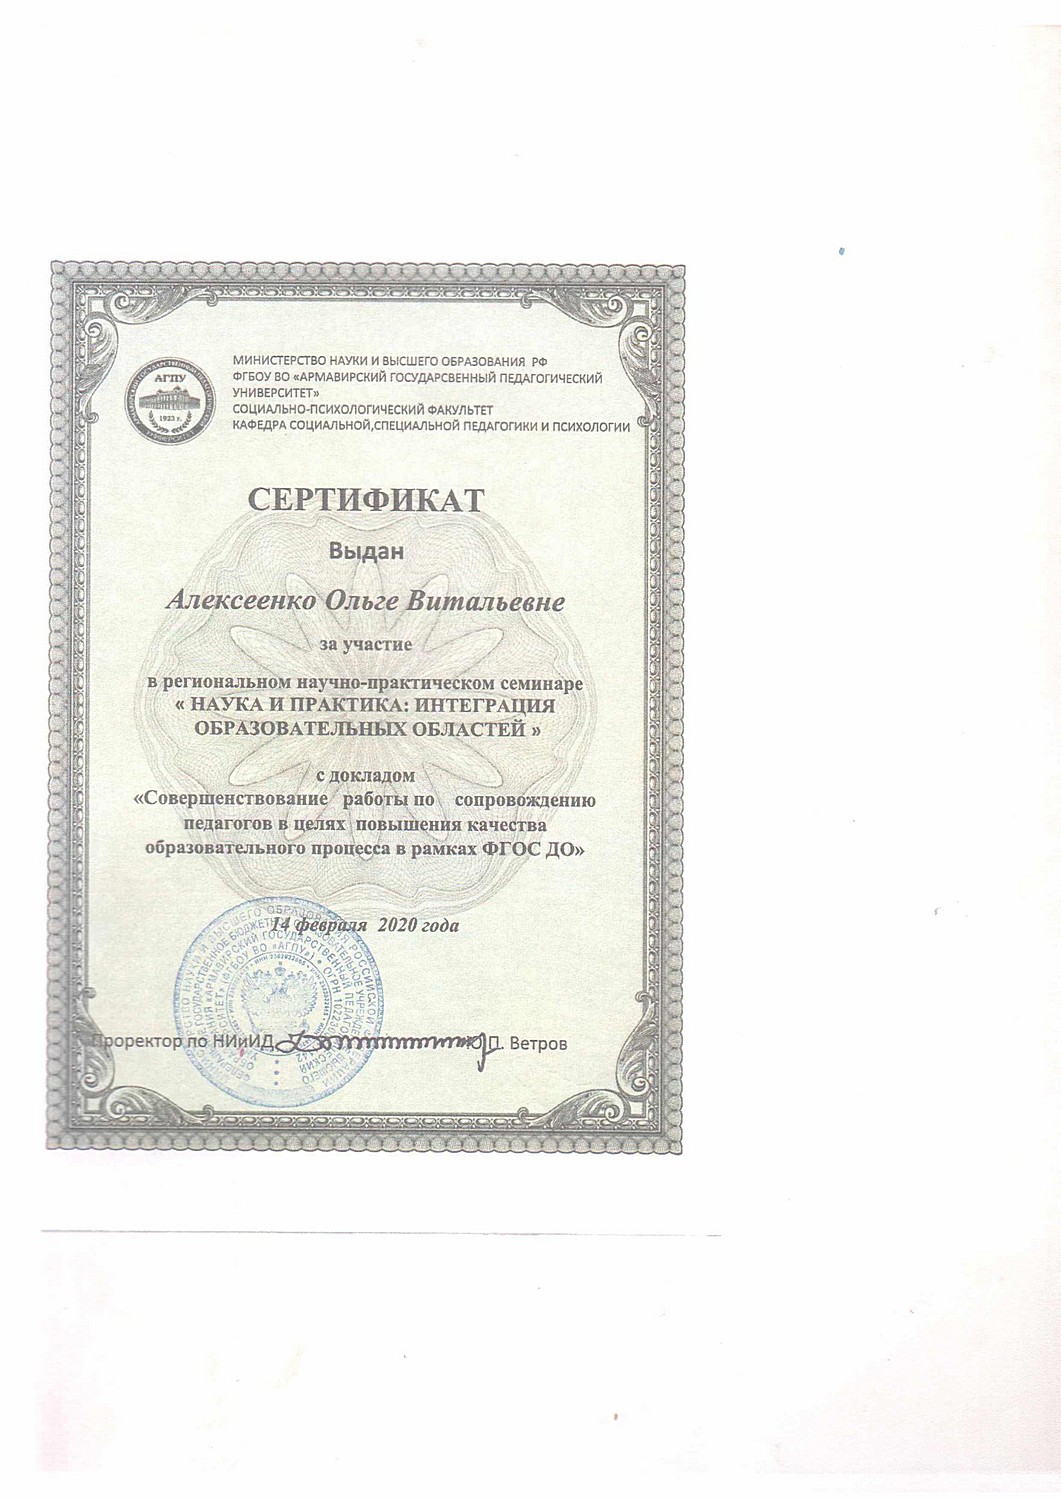 МИНИСТЕРСТВО НАУКИ И ВЫСШЕГО ОБРАЗОВАНИЯ РФ
ФГБОУ ВО «АРМАВИРСКИЙ ГОСУДАРСВЕННЫЙ ПЕДАГОГИЧЕСКИЙ
УНИВЕРСИТЕТ»
СОЦИАЛЬНО-ПСИХОЛОГИЧЕСКИЙ ФАКУЛЬТЕТ
КАФЕДРА СОЦИАЛЬНОЙ,СПЕЦИАЛЬНОЙ ПЕДАГОГИКИ И ПСИХОЛОГИИ
АГПУ
1923 г.
СЕРТИФИКАТ
Выдан
Алексеенко Ольге Витальевне
за участие
в региональном научно-практическом семинаре
« НАУКА И ПРАКТИКА: ИНТЕГРАЦИЯ
ОБРАЗОВАТЕЛЬНЫХ ОБЛАСТЕЙ »
с докладом
«Совершенствование работы по сопровождению
педагогов в целях повышения качества
образовательного процесса в рамках ФГОС ДО»
14 февраля 2020 года
Проректор по НИиИД
П. Ветров